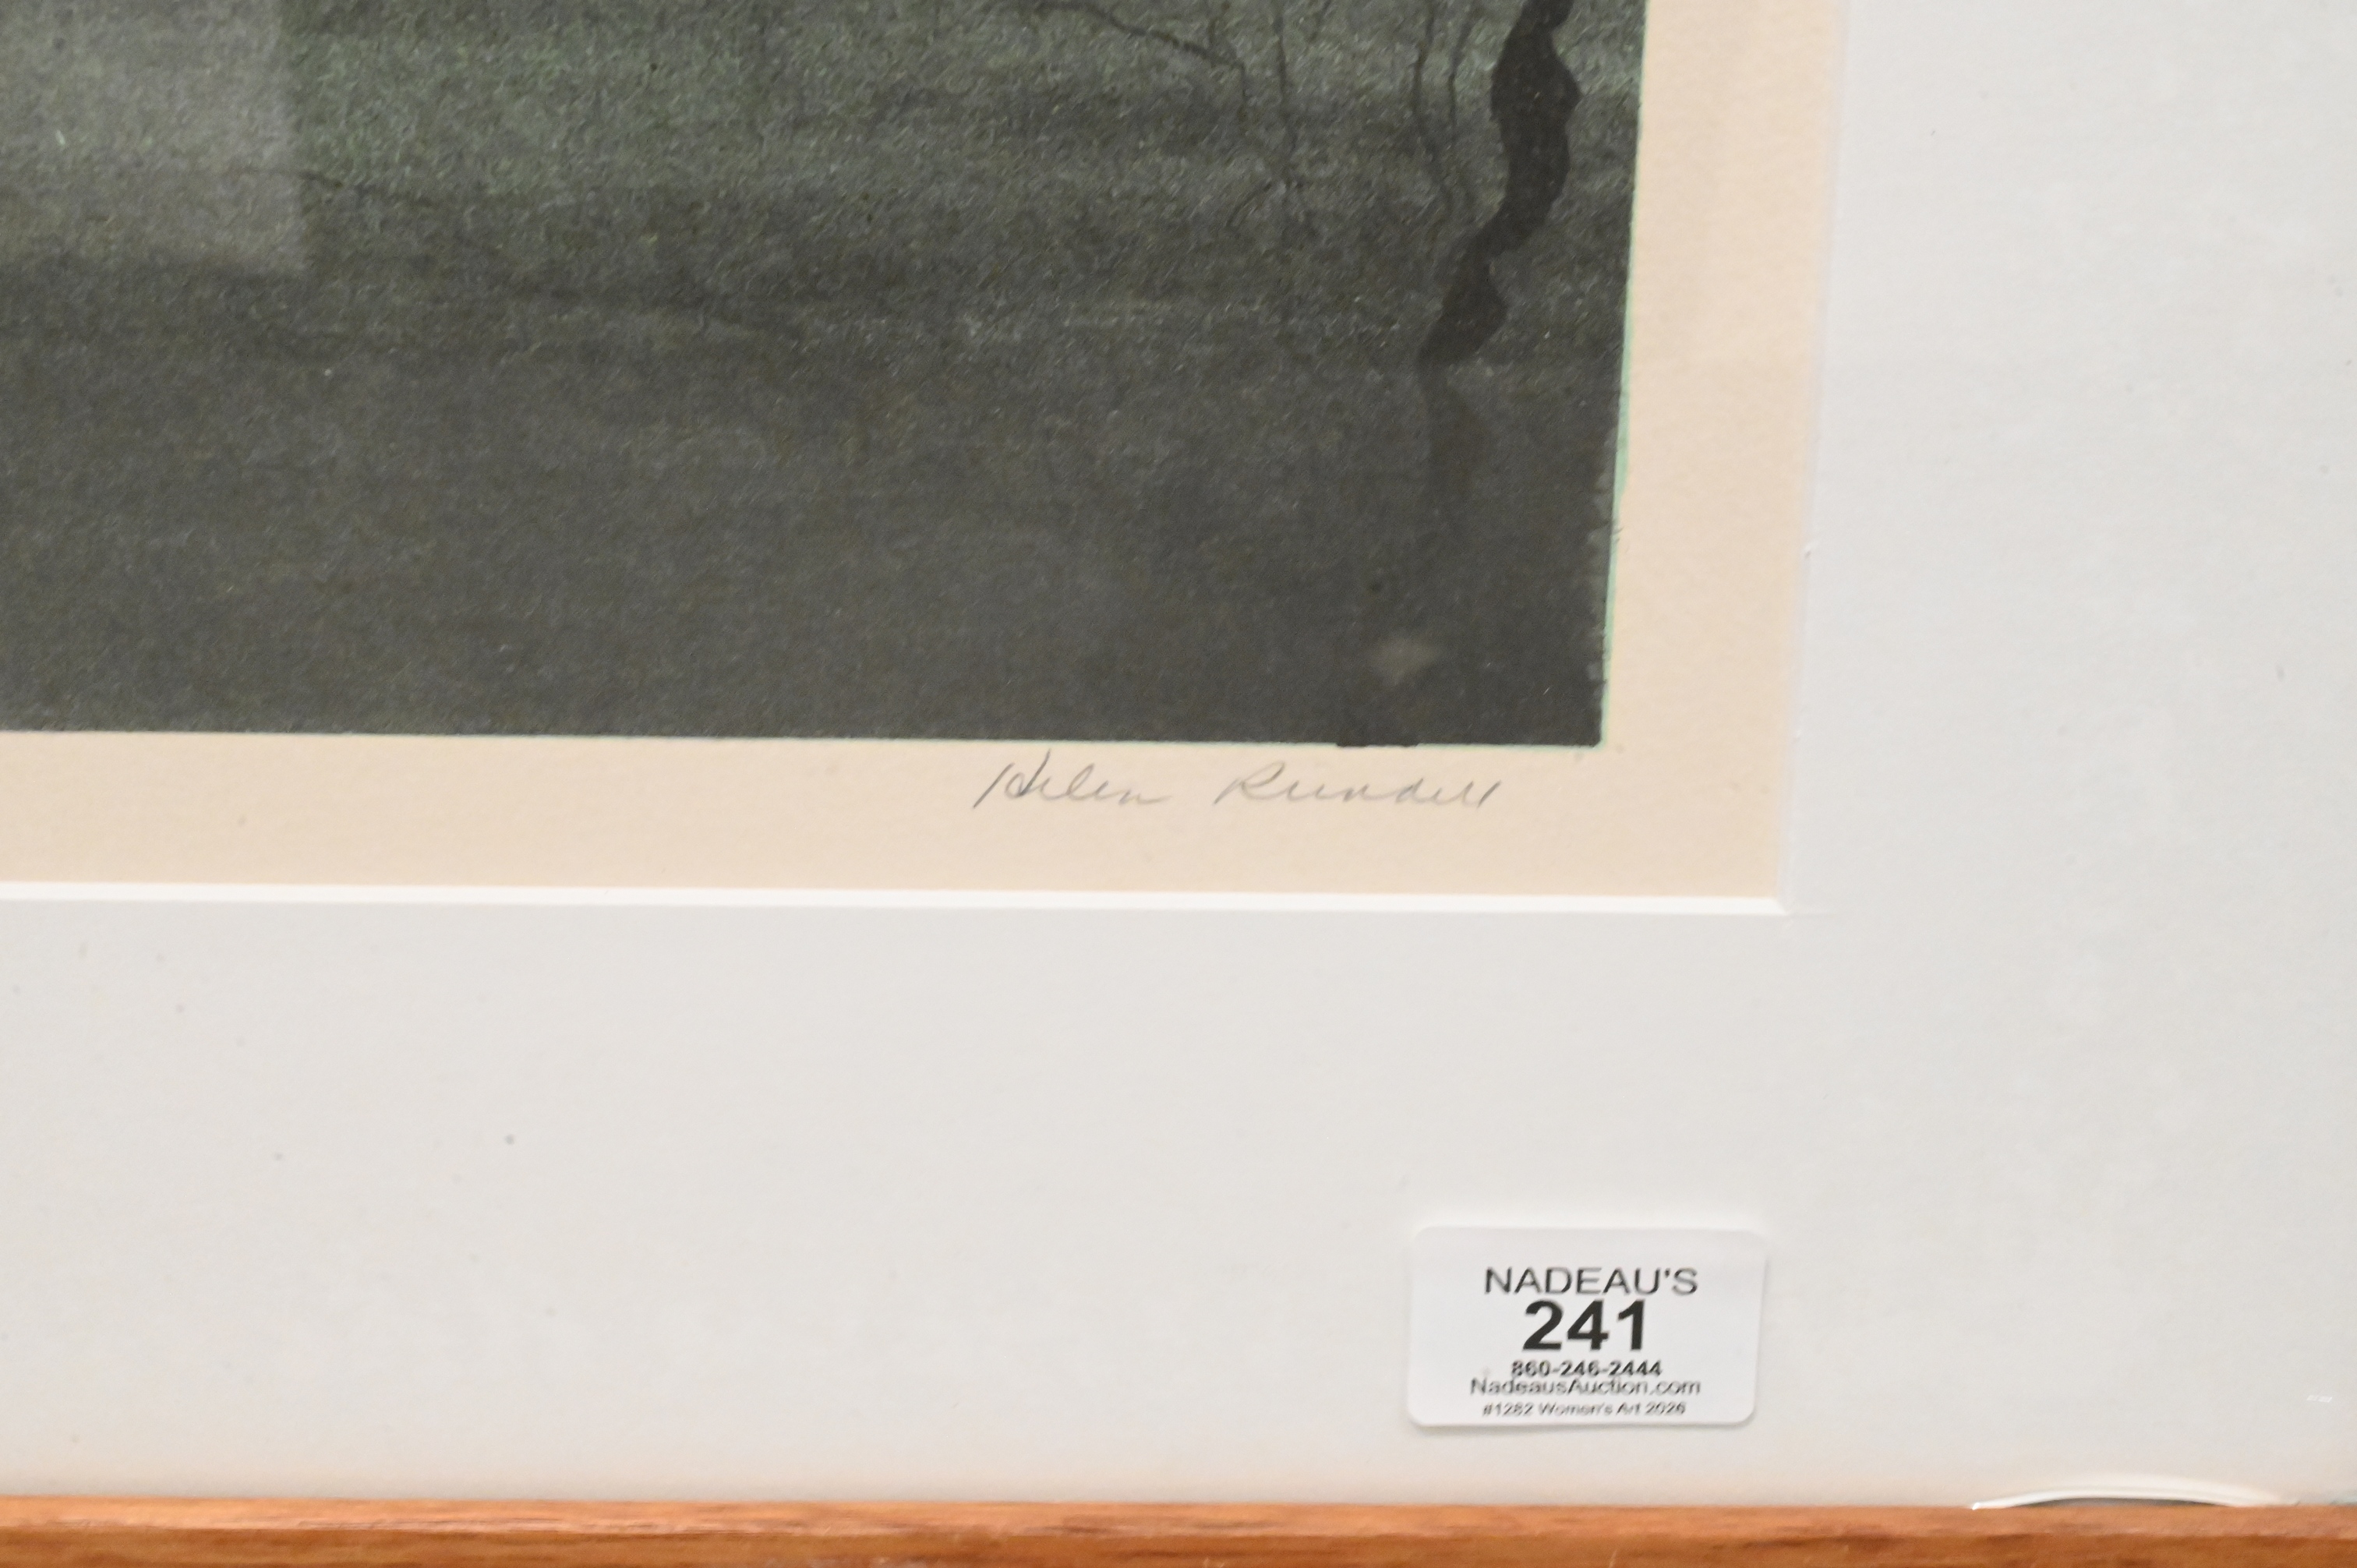 Helen Rundell
NADEAU'S
241
860-246-2444
NadeausAuction.com
#1282 Women's Art 2026